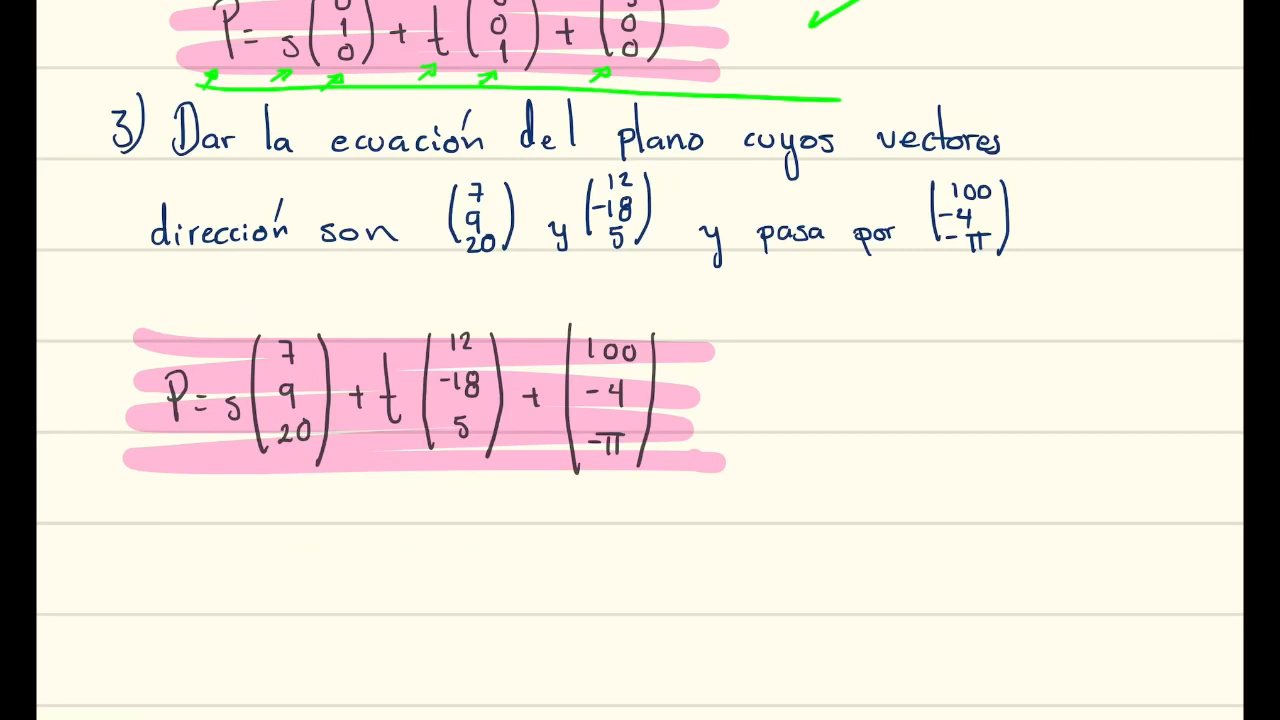 P = s (0 1 0) + t (0 0 1) + (0 0)
3) Dar la ecuación del plano cuyos vectores
dirección son (7 9 20) y (12 -18 5) y pasa por (100 -4 -π)
P = s (7 9 20) + t (12 -18 5) + (100 -4 -π)